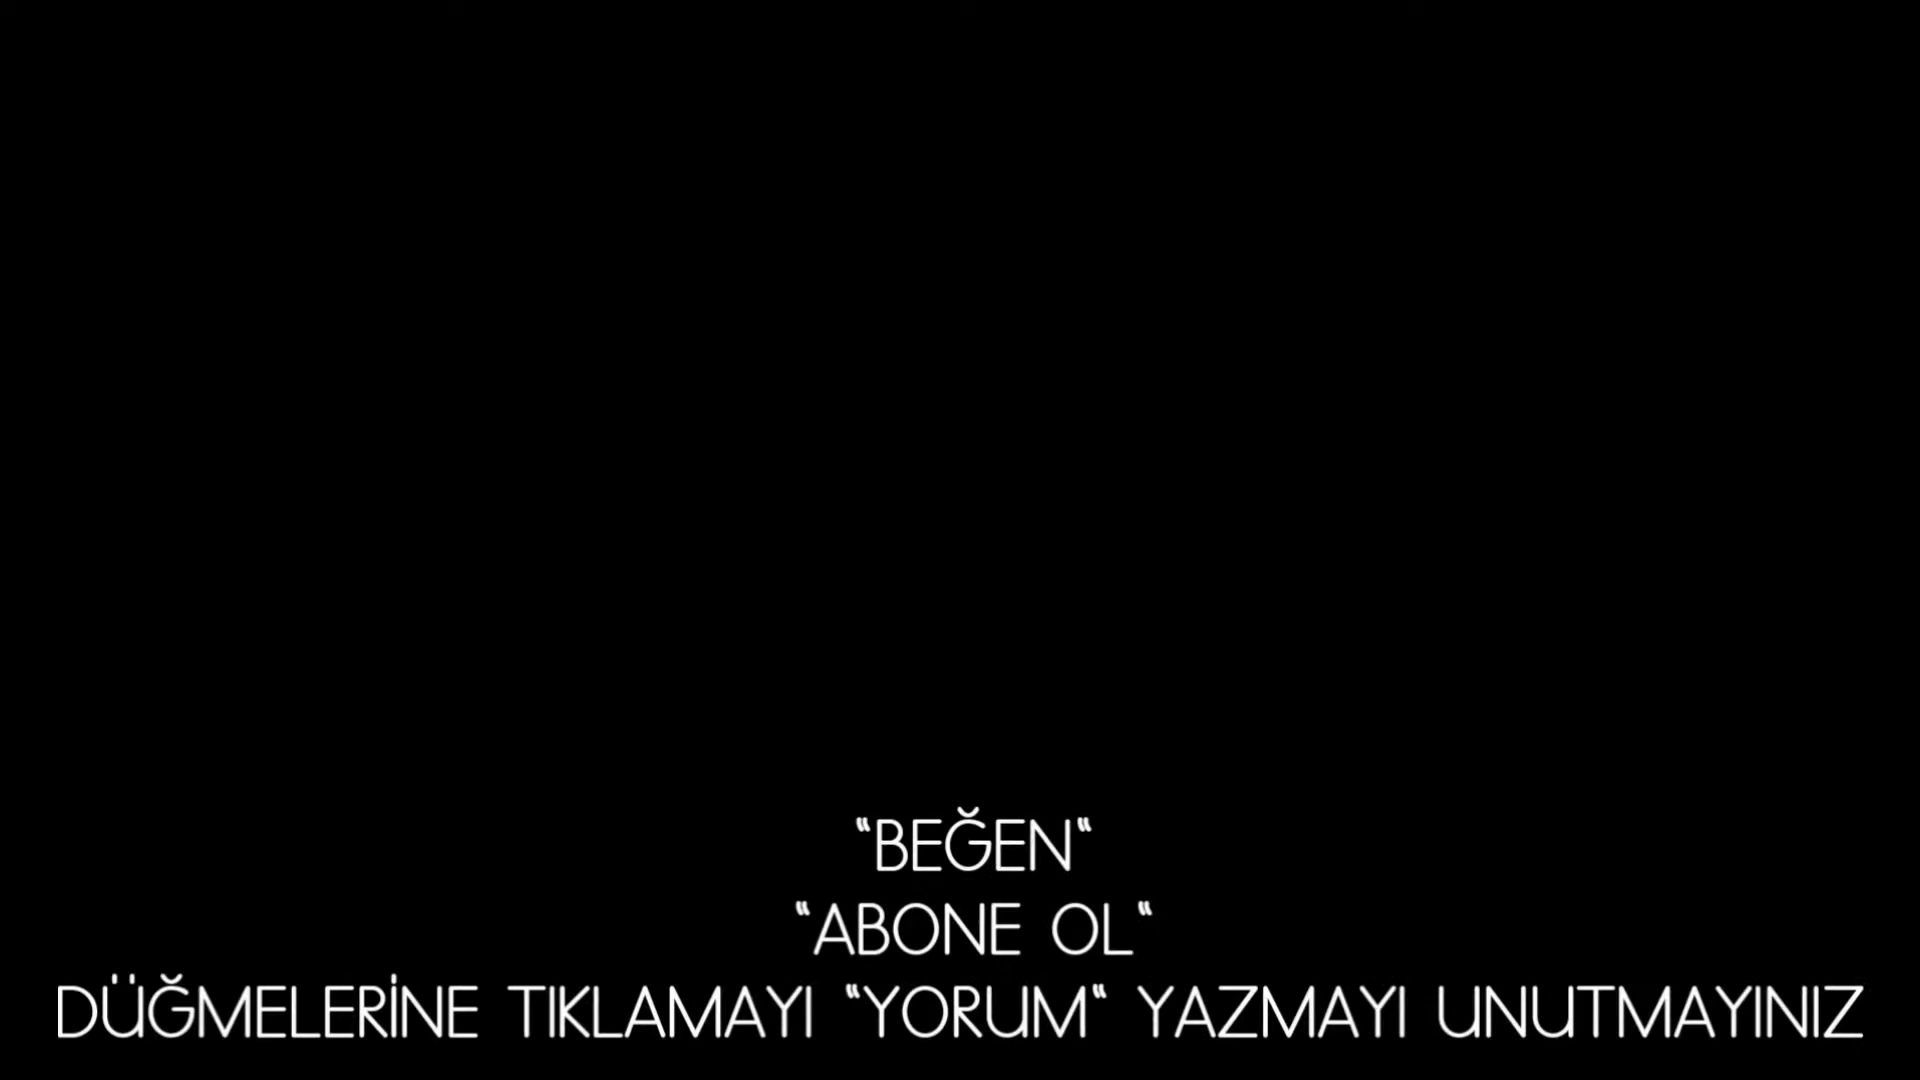 “BEĞEN“
“ABONE OL“
DÜĞMELERİNE TIKLAMAYI “YORUM“ YAZMAYI UNUTMAYINIZ